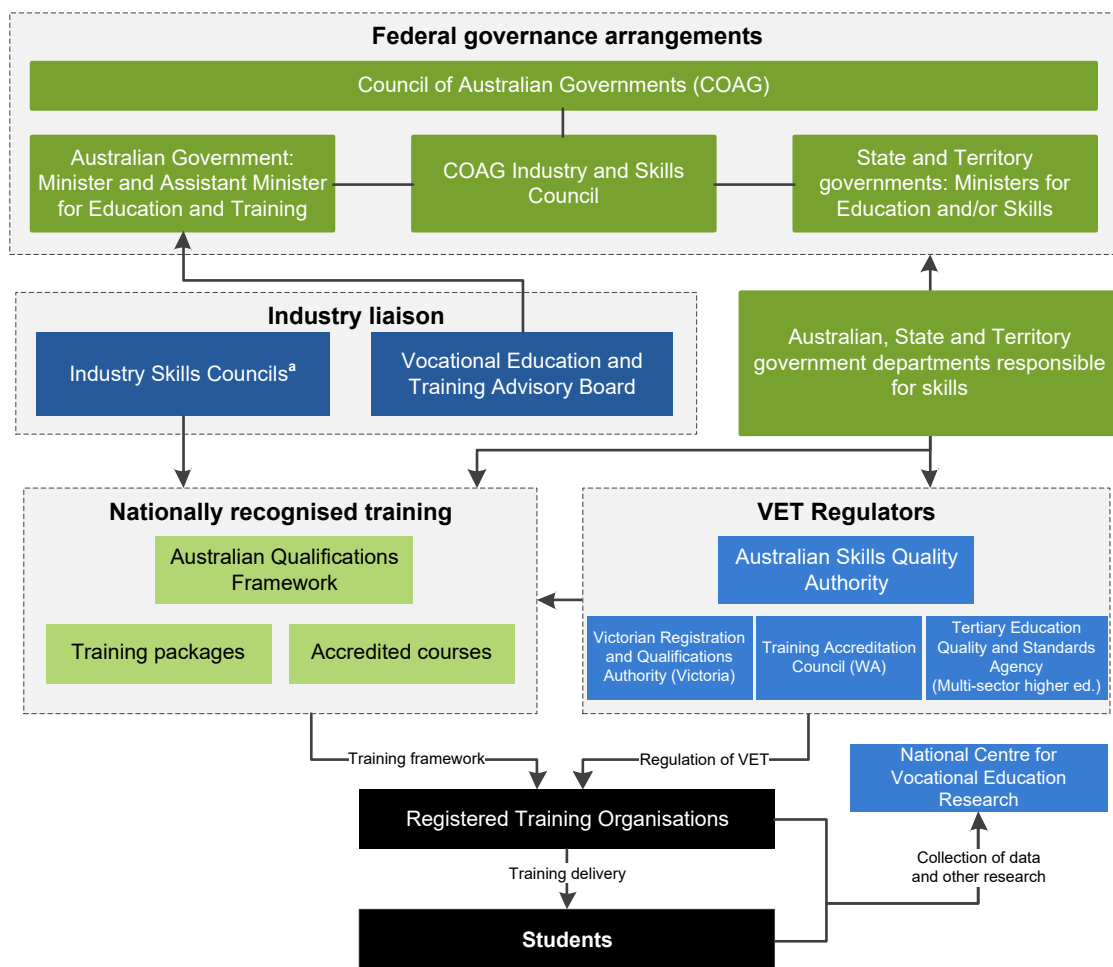 Federal governance arrangements
Council of Australian Governments (COAG)
Australian Government:
Minister and Assistant Minister
for Education and Training
COAG Industry and Skills
Council
State and Territory
governments: Ministers for
Education and/or Skills
Industry liaison
Industry Skills Councilsᵃ
Vocational Education and
Training Advisory Board
Australian, State and Territory
government departments responsible
for skills
Nationally recognised training
Australian Qualifications
Framework
Training packages
Accredited courses
VET Regulators
Australian Skills Quality
Authority
Victorian Registration
and Qualifications
Authority (Victoria)
Training Accreditation
Council (WA)
Tertiary Education
Quality and Standards
Agency
(Multi-sector higher ed.)
Training framework
Regulation of VET
National Centre for
Vocational Education
Research
Registered Training Organisations
Training delivery
Collection of data
and other research
Students